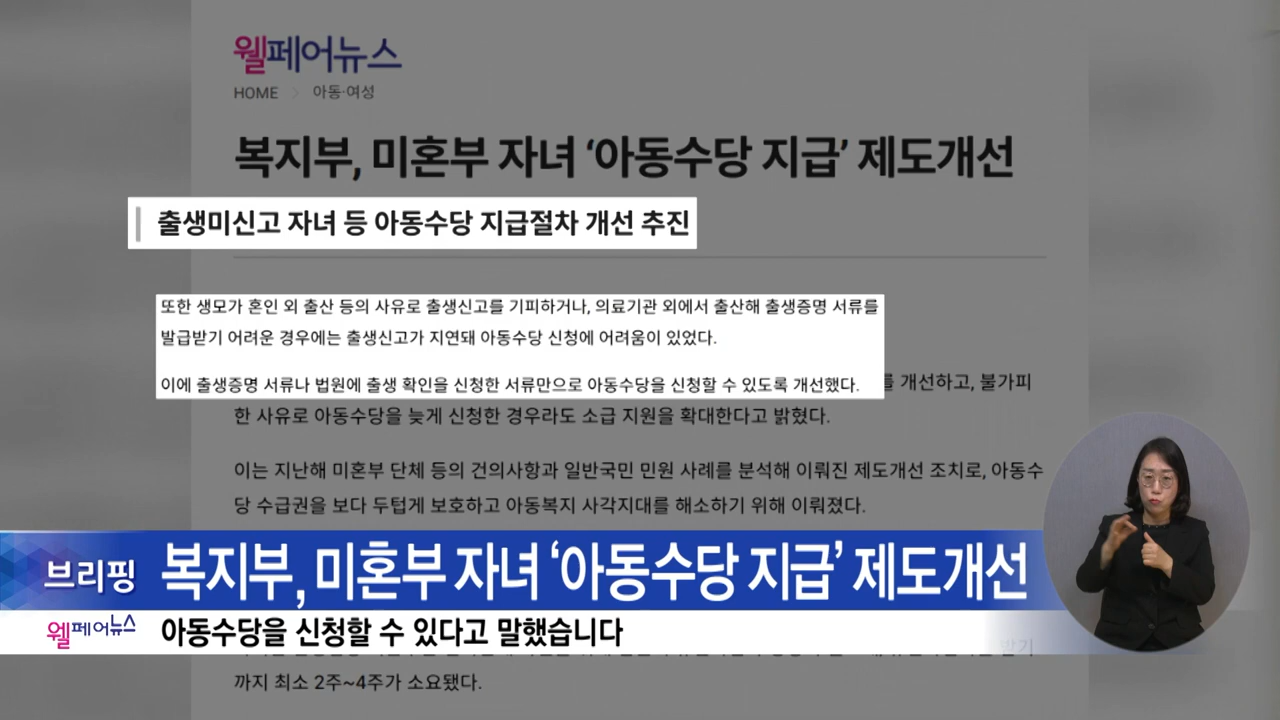 웰페어뉴스
HOME > 아동·여성
복지부, 미혼부 자녀 ‘아동수당 지급’ 제도개선
출생미신고 자녀 등 아동수당 지급절차 개선 추진
또한 생모가 혼인 외 출산 등의 사유로 출생신고를 기피하거나, 의료기관 외에서 출산해 출생증명 서류를
발급받기 어려운 경우에는 출생신고가 지연돼 아동수당 신청에 어려움이 있었다.
이에 출생증명 서류나 법원에 출생 확인을 신청한 서류만으로 아동수당을 신청할 수 있도록 개선했다.
를 개선하고, 불가피
한 사유로 아동수당을 늦게 신청한 경우라도 소급 지원을 확대한다고 밝혔다.
이는 지난해 미혼부 단체 등의 건의사항과 일반국민 민원 사례를 분석해 이뤄진 제도개선 조치로, 아동수
당 수급권을 보다 두텁게 보호하고 아동복지 사각지대를 해소하기 위해 이뤄졌다.
브리핑 복지부, 미혼부 자녀 ‘아동수당 지급’ 제도개선
웰페어뉴스 아동수당을 신청할 수 있다고 말했습니다
까지 최소 2주~4주가 소요됐다.